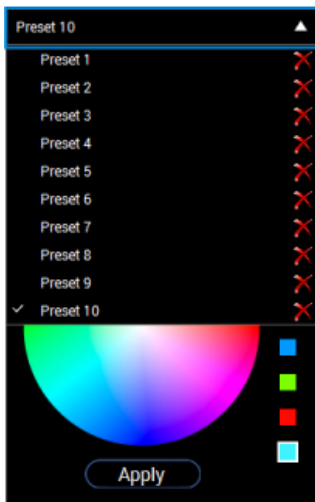 Preset 10
Preset 1
Preset 2
Preset 3
Preset 4
Preset 5
Preset 6
Preset 7
Preset 8
Preset 9
Preset 10
Apply